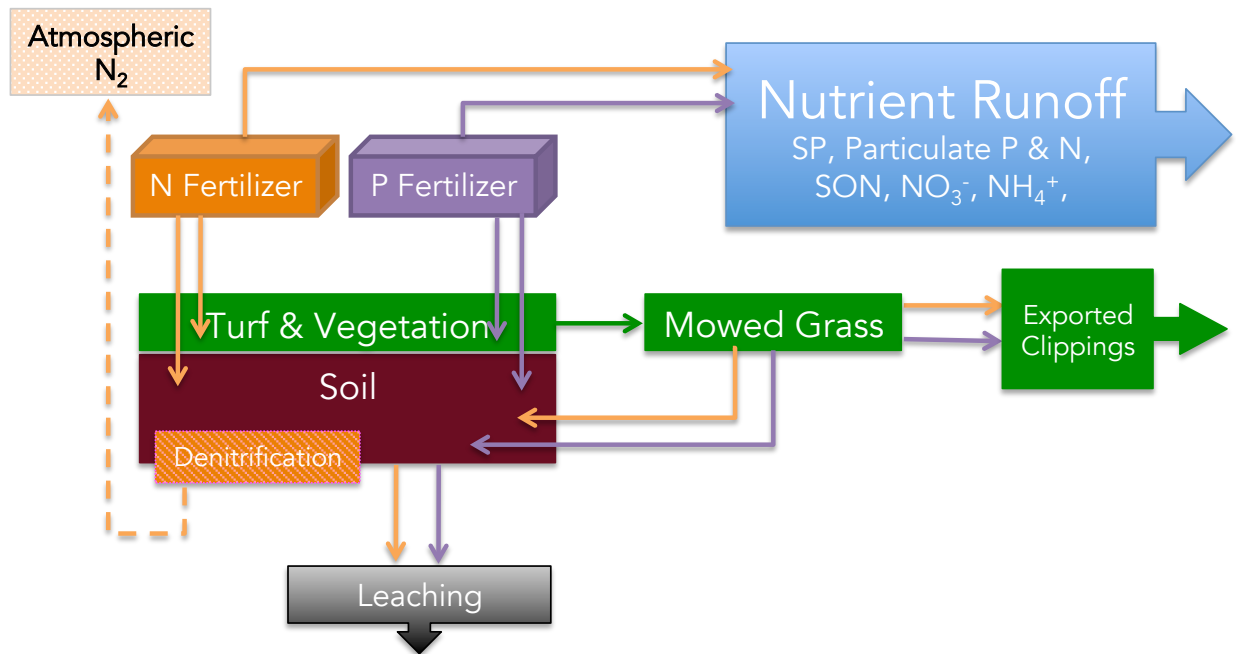 Atmospheric
N₂
Nutrient Runoff
SP, Particulate P & N,
SON, NO₃⁻, NH₄⁺,
N Fertilizer
P Fertilizer
Turf & Vegetation
Mowed Grass
Exported
Clippings
Soil
Denitrification
Leaching